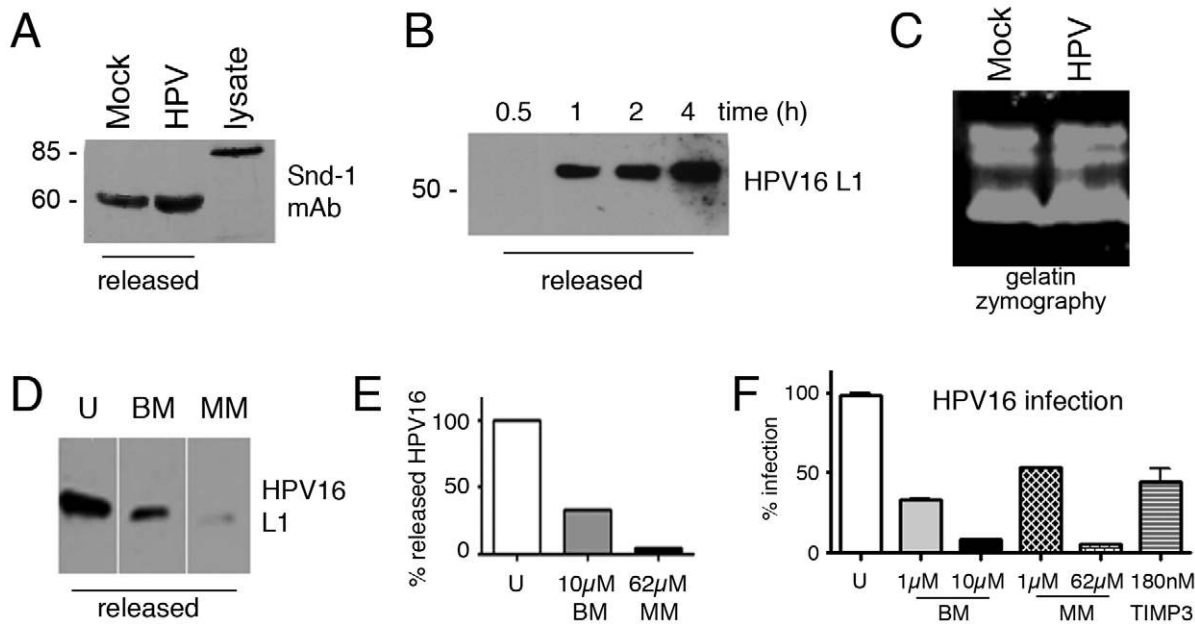 A
Mock
HPV
lysate
85 -
60 -
Snd-1
mAb
released
B
0.5 1 2 4 time (h)
50 -
HPV16 L1
released
C
Mock
HPV
gelatin
zymography
D
U BM MM
HPV16
L1
released
E
% released HPV16
100
50
0
U 10µM 62µM
BM MM
F
HPV16 infection
% infection
100
50
0
U 1µM 10µM 1µM 62µM 180nM
BM MM TIMP3